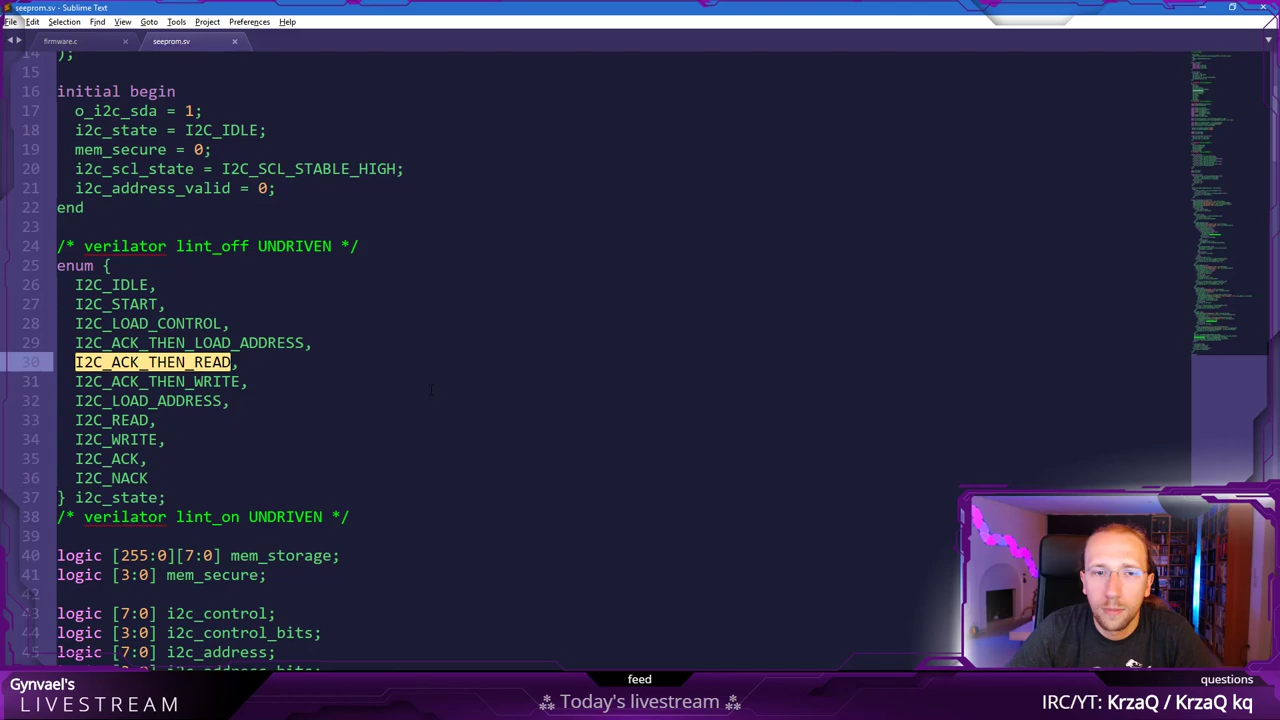 seeprom.sv - Sublime Text
File Edit Selection Find View Goto Tools Project Preferences Help
firmware.c × seeprom.sv ×
14 );
15
16 initial begin
17 o_i2c_sda = 1;
18 i2c_state = I2C_IDLE;
19 mem_secure = 0;
20 i2c_scl_state = I2C_SCL_STABLE_HIGH;
21 i2c_address_valid = 0;
22 end
23
24 /* verilator lint_off UNDRIVEN */
25 enum {
26 I2C_IDLE,
27 I2C_START,
28 I2C_LOAD_CONTROL,
29 I2C_ACK_THEN_LOAD_ADDRESS,
30 I2C_ACK_THEN_READ,
31 I2C_ACK_THEN_WRITE,
32 I2C_LOAD_ADDRESS,
33 I2C_READ,
34 I2C_WRITE,
35 I2C_ACK,
36 I2C_NACK
37 } i2c_state;
38 /* verilator lint_on UNDRIVEN */
39
40 logic [255:0][7:0] mem_storage;
41 logic [3:0] mem_secure;
42
43 logic [7:0] i2c_control;
44 logic [3:0] i2c_control_bits;
45 logic [7:0] i2c_address;
i2c_address_bits;
Gynvael's
LIVESTREAM
feed
Today's livestream
questions
IRC/YT: KrzaQ / KrzaQ kq